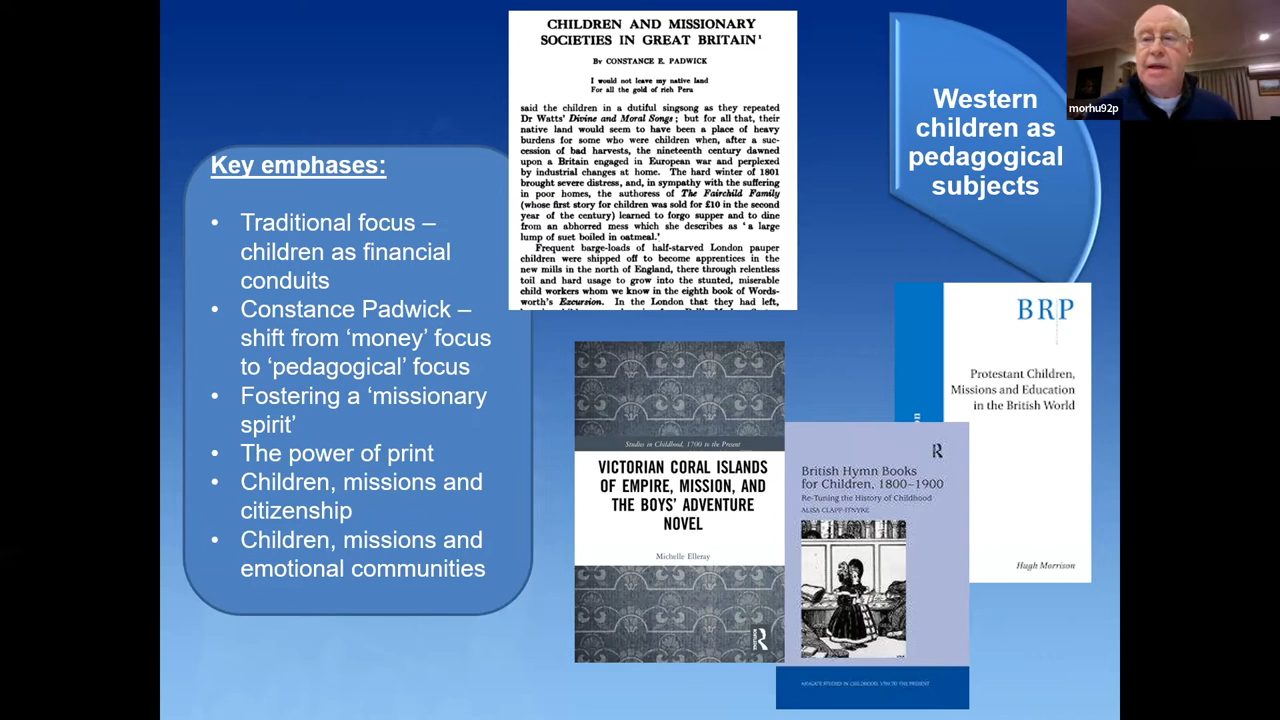 Key emphases:
• Traditional focus –
children as financial
conduits
• Constance Padwick –
shift from ‘money’ focus
to ‘pedagogical’ focus
• Fostering a ‘missionary
spirit’
• The power of print
• Children, missions and
citizenship
• Children, missions and
emotional communities
CHILDREN AND MISSIONARY
SOCIETIES IN GREAT BRITAIN¹
By CONSTANCE E. PADWICK
I would not leave my native land
For all the gold of rich Peru
said the children in a dutiful singsong as they repeated
Dr Watts' Divine and Moral Songs; but for all that, their
native land would seem to have been a place of heavy
burdens for some who were children when, after a suc-
cession of bad harvests, the nineteenth century dawned
upon a Britain engaged in European war and perplexed
by industrial changes at home. The hard winter of 1801
brought severe distress, and, in sympathy with the suffering
in poor homes, the authoress of The Fairchild Family
(whose first story for children was sold for £10 in the second
year of the century) learned to forgo supper and to dine
from an abhorred mess which she describes as 'a large
lump of suet boiled in oatmeal.'
Frequent barge-loads of half-starved London pauper
children were shipped off to become apprentices in the
new mills in the north of England, there through relentless
toil and hard usage to grow into the stunted, miserable
child workers whom we know in the eighth book of Words-
worth's Excursion. In the London that they had left,
Western
children as
pedagogical
subjects
morhu92p
Studies in Childhood, 1700 to the Present
VICTORIAN CORAL ISLANDS
OF EMPIRE, MISSION, AND
THE BOYS’ ADVENTURE
NOVEL
Michelle Elleray
R
R
British Hymn Books
for Children, 1800–1900
Re-Tuning the History of Childhood
ALISA CLAPP-ITNYRE
BRP
Protestant Children,
Missions and Education
in the British World
Hugh Morrison